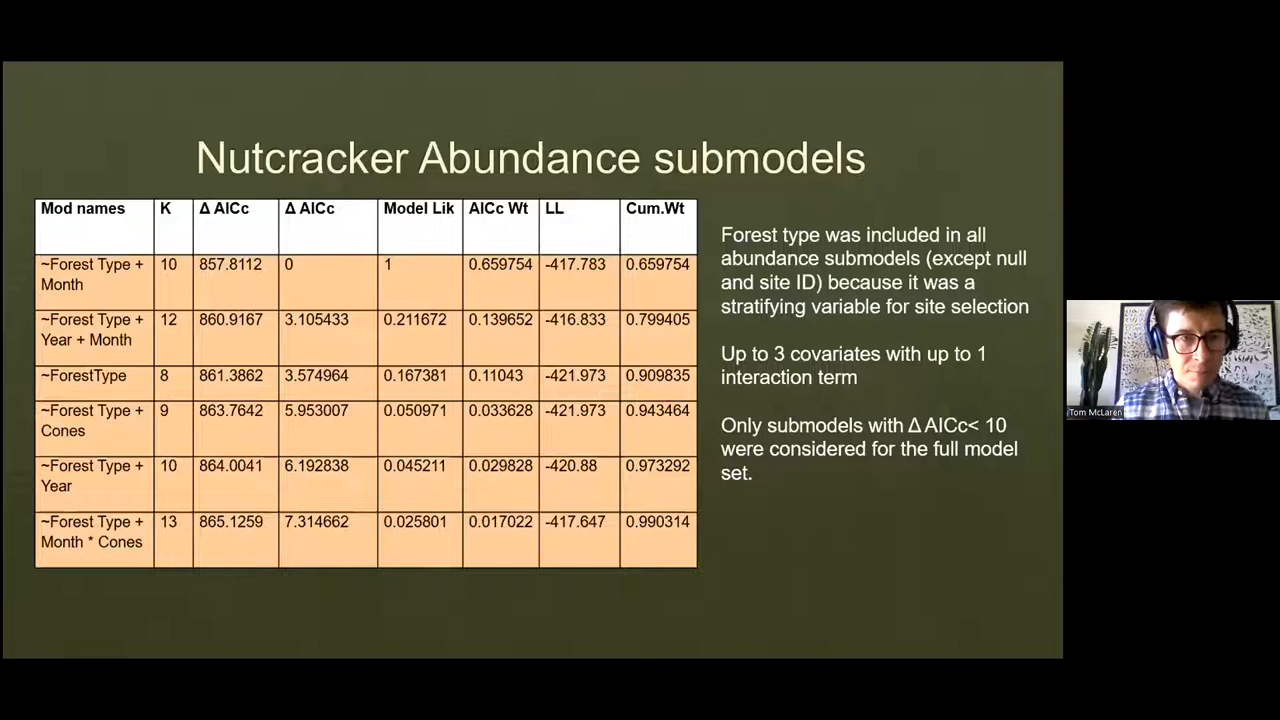 Nutcracker Abundance submodels
Mod names K Δ AICc Δ AICc Model Lik AICc Wt LL Cum.Wt
~Forest Type + 10 857.8112 0 1 0.659754 -417.783 0.659754
Month
~Forest Type + 12 860.9167 3.105433 0.211672 0.139652 -416.833 0.799405
Year + Month
~ForestType 8 861.3862 3.574964 0.167381 0.11043 -421.973 0.909835
~Forest Type + 9 863.7642 5.953007 0.050971 0.033628 -421.973 0.943464
Cones
~Forest Type + 10 864.0041 6.192838 0.045211 0.029828 -420.88 0.973292
Year
~Forest Type + 13 865.1259 7.314662 0.025801 0.017022 -417.647 0.990314
Month * Cones
Forest type was included in all
abundance submodels (except null
and site ID) because it was a
stratifying variable for site selection
Up to 3 covariates with up to 1
interaction term
Only submodels with Δ AICc< 10
were considered for the full model
set.
Tom McLaren